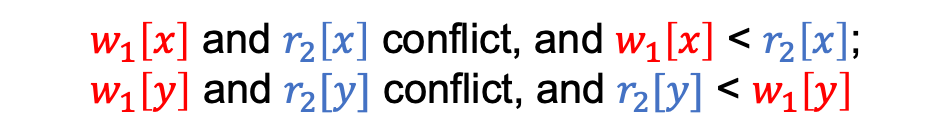 w₁[x] and r₂[x] conflict, and w₁[x] < r₂[x];
w₁[y] and r₂[y] conflict, and r₂[y] < w₁[y]